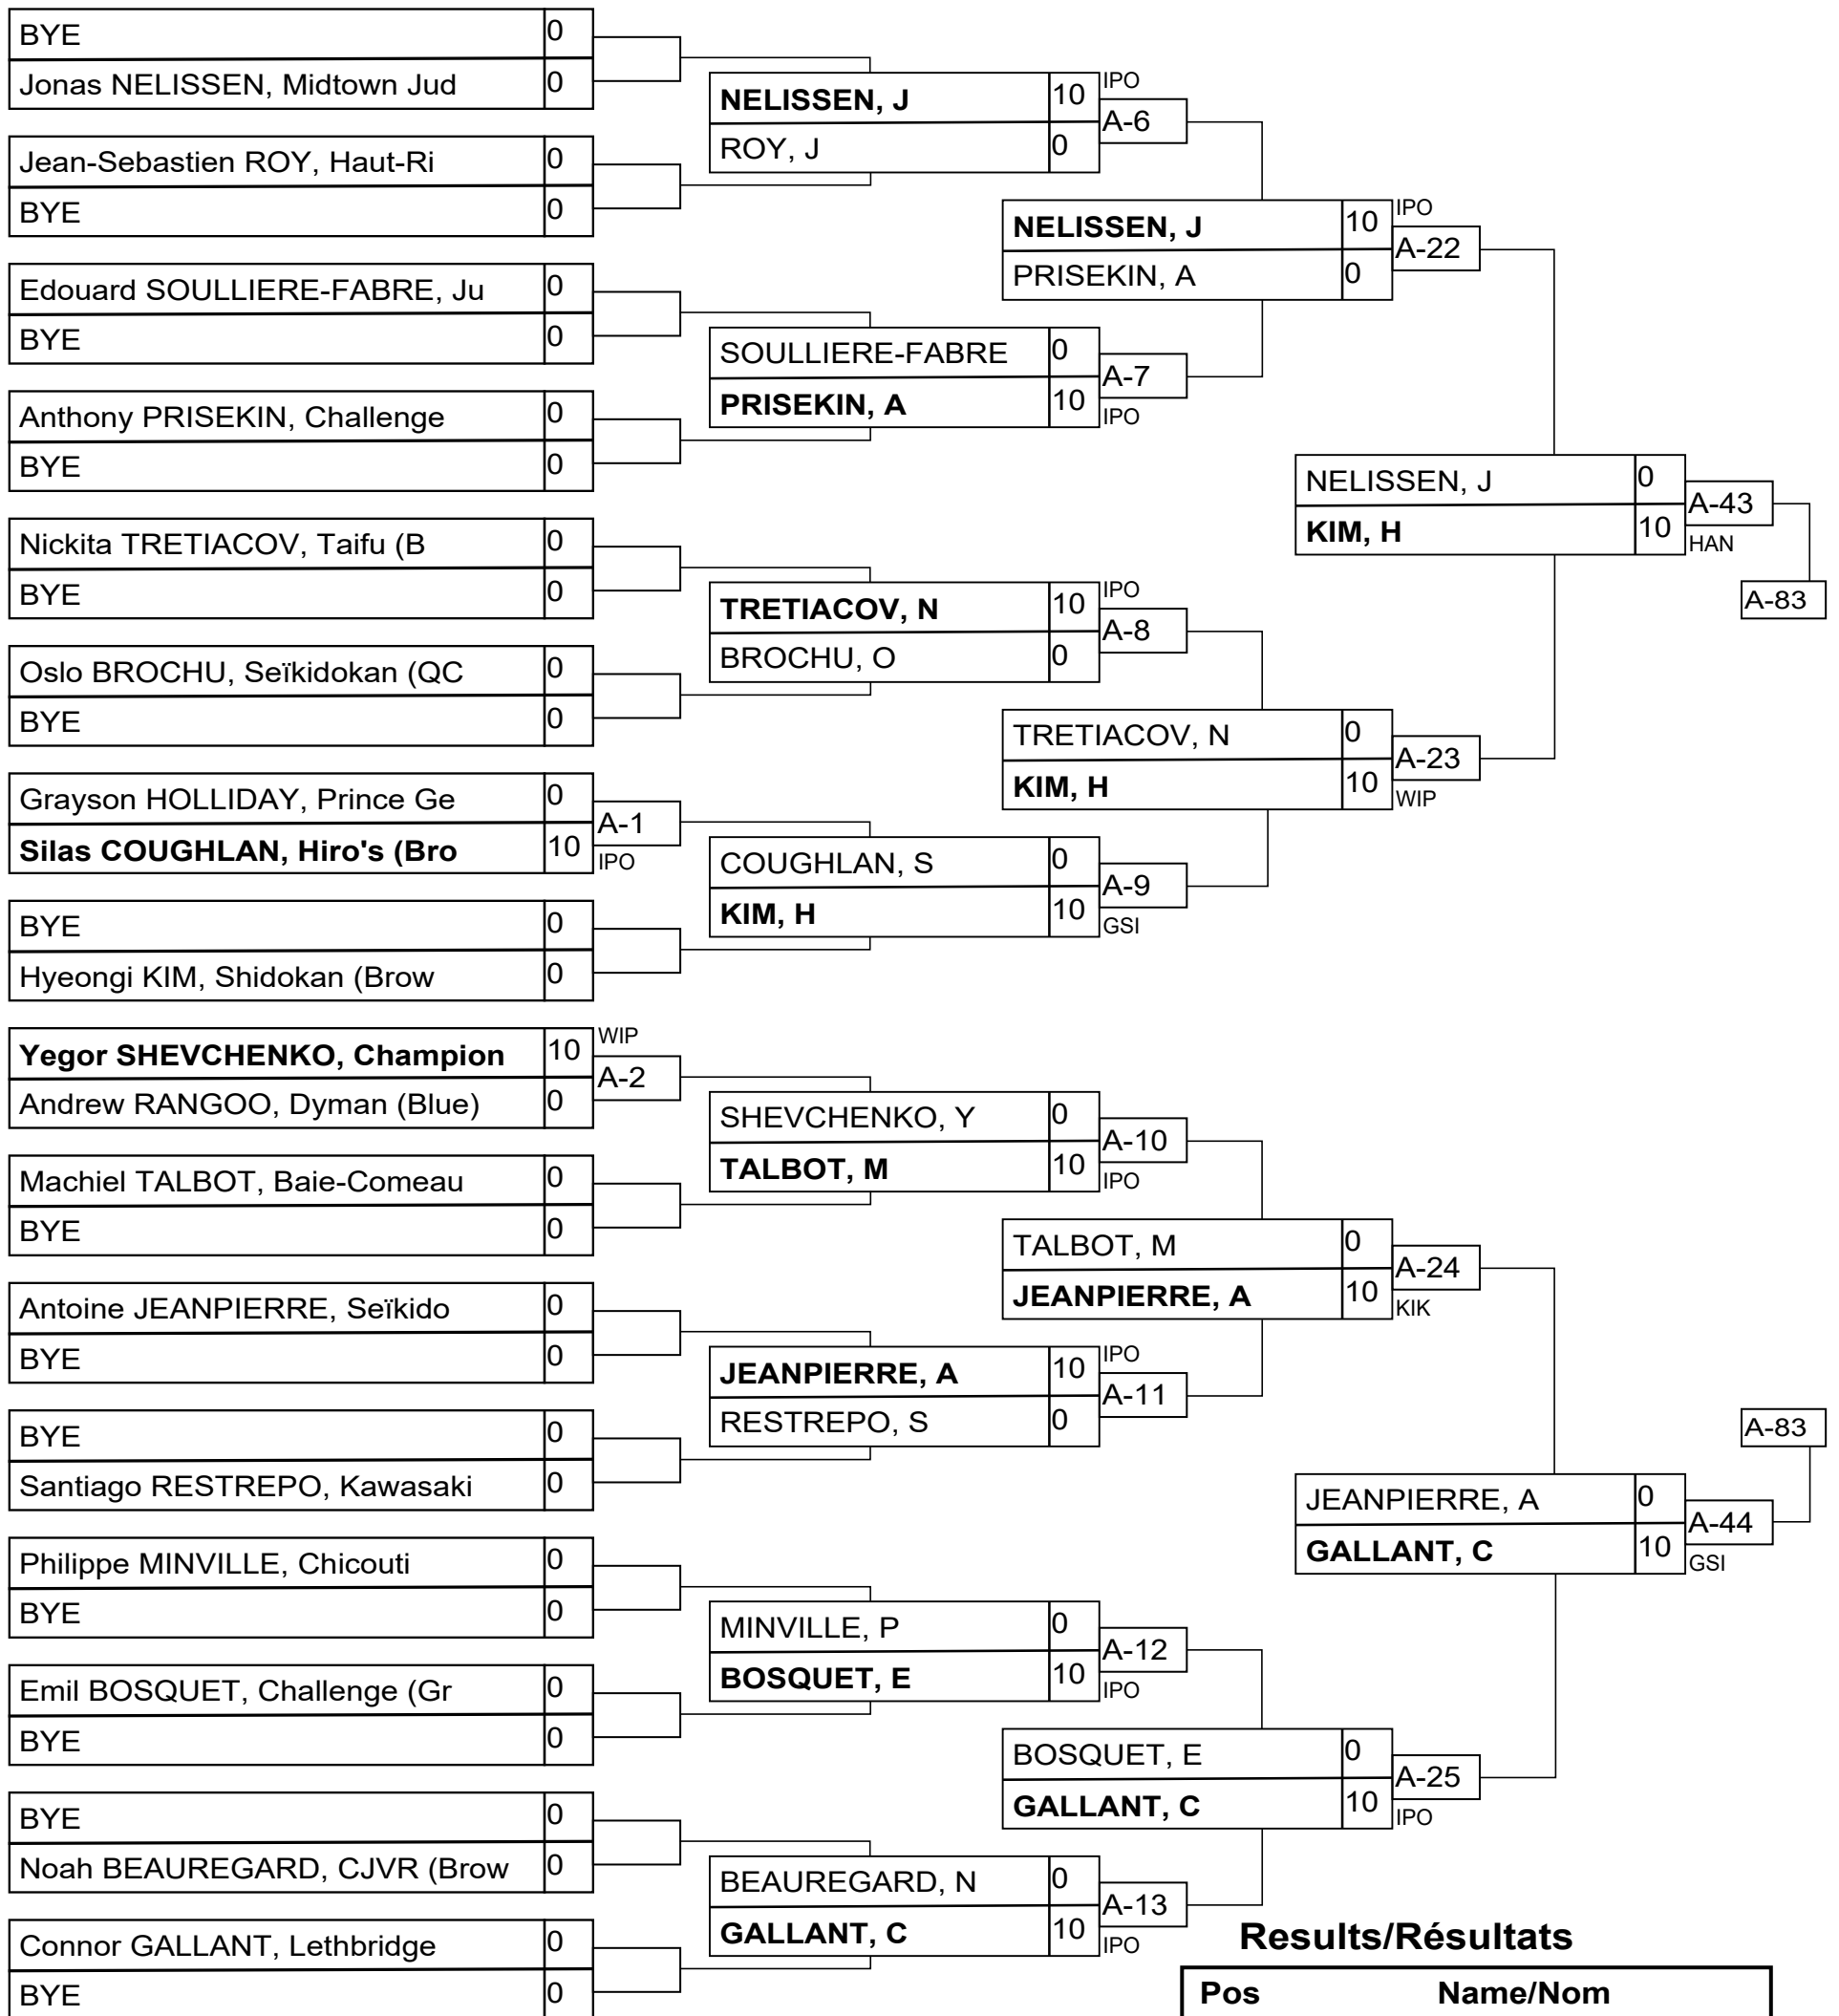 BYE 0
Jonas NELISSEN, Midtown Jud 0
Jean-Sebastien ROY, Haut-Ri 0
BYE 0
Edouard SOULLIERE-FABRE, Ju 0
BYE 0
Anthony PRISEKIN, Challenge 0
BYE 0
Nickita TRETIACOV, Taifu (B 0
BYE 0
Oslo BROCHU, Seïkidokan (QC 0
BYE 0
Grayson HOLLIDAY, Prince Ge 0
A-1
Silas COUGHLAN, Hiro's (Bro 10
IPO
BYE 0
Hyeongi KIM, Shidokan (Brow 0
Yegor SHEVCHENKO, Champion 10
WIP
A-2
Andrew RANGOO, Dyman (Blue) 0
Machiel TALBOT, Baie-Comeau 0
BYE 0
Antoine JEANPIERRE, Seïkido 0
BYE 0
BYE 0
Santiago RESTREPO, Kawasaki 0
Philippe MINVILLE, Chicouti 0
BYE 0
Emil BOSQUET, Challenge (Gr 0
BYE 0
BYE 0
Noah BEAUREGARD, CJVR (Brow 0
Connor GALLANT, Lethbridge 0
BYE 0
NELISSEN, J 10
IPO
A-6
ROY, J 0
SOULLIERE-FABRE 0
A-7
PRISEKIN, A 10
IPO
TRETIACOV, N 10
IPO
A-8
BROCHU, O 0
COUGHLAN, S 0
A-9
KIM, H 10
GSI
SHEVCHENKO, Y 0
A-10
TALBOT, M 10
IPO
JEANPIERRE, A 10
IPO
A-11
RESTREPO, S 0
MINVILLE, P 0
A-12
BOSQUET, E 10
IPO
BEAUREGARD, N 0
A-13
GALLANT, C 10
IPO
NELISSEN, J 10
IPO
A-22
PRISEKIN, A 0
TRETIACOV, N 0
A-23
KIM, H 10
WIP
TALBOT, M 0
A-24
JEANPIERRE, A 10
KIK
BOSQUET, E 0
A-25
GALLANT, C 10
IPO
NELISSEN, J 0
A-43
KIM, H 10
HAN
A-83
A-83
JEANPIERRE, A 0
A-44
GALLANT, C 10
GSI
Results/Résultats
Pos Name/Nom